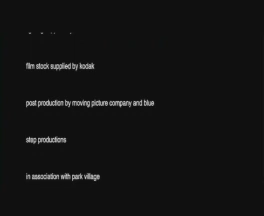 film stock supplied by kodak
post production by moving picture company and blue
step productions
in association with park village